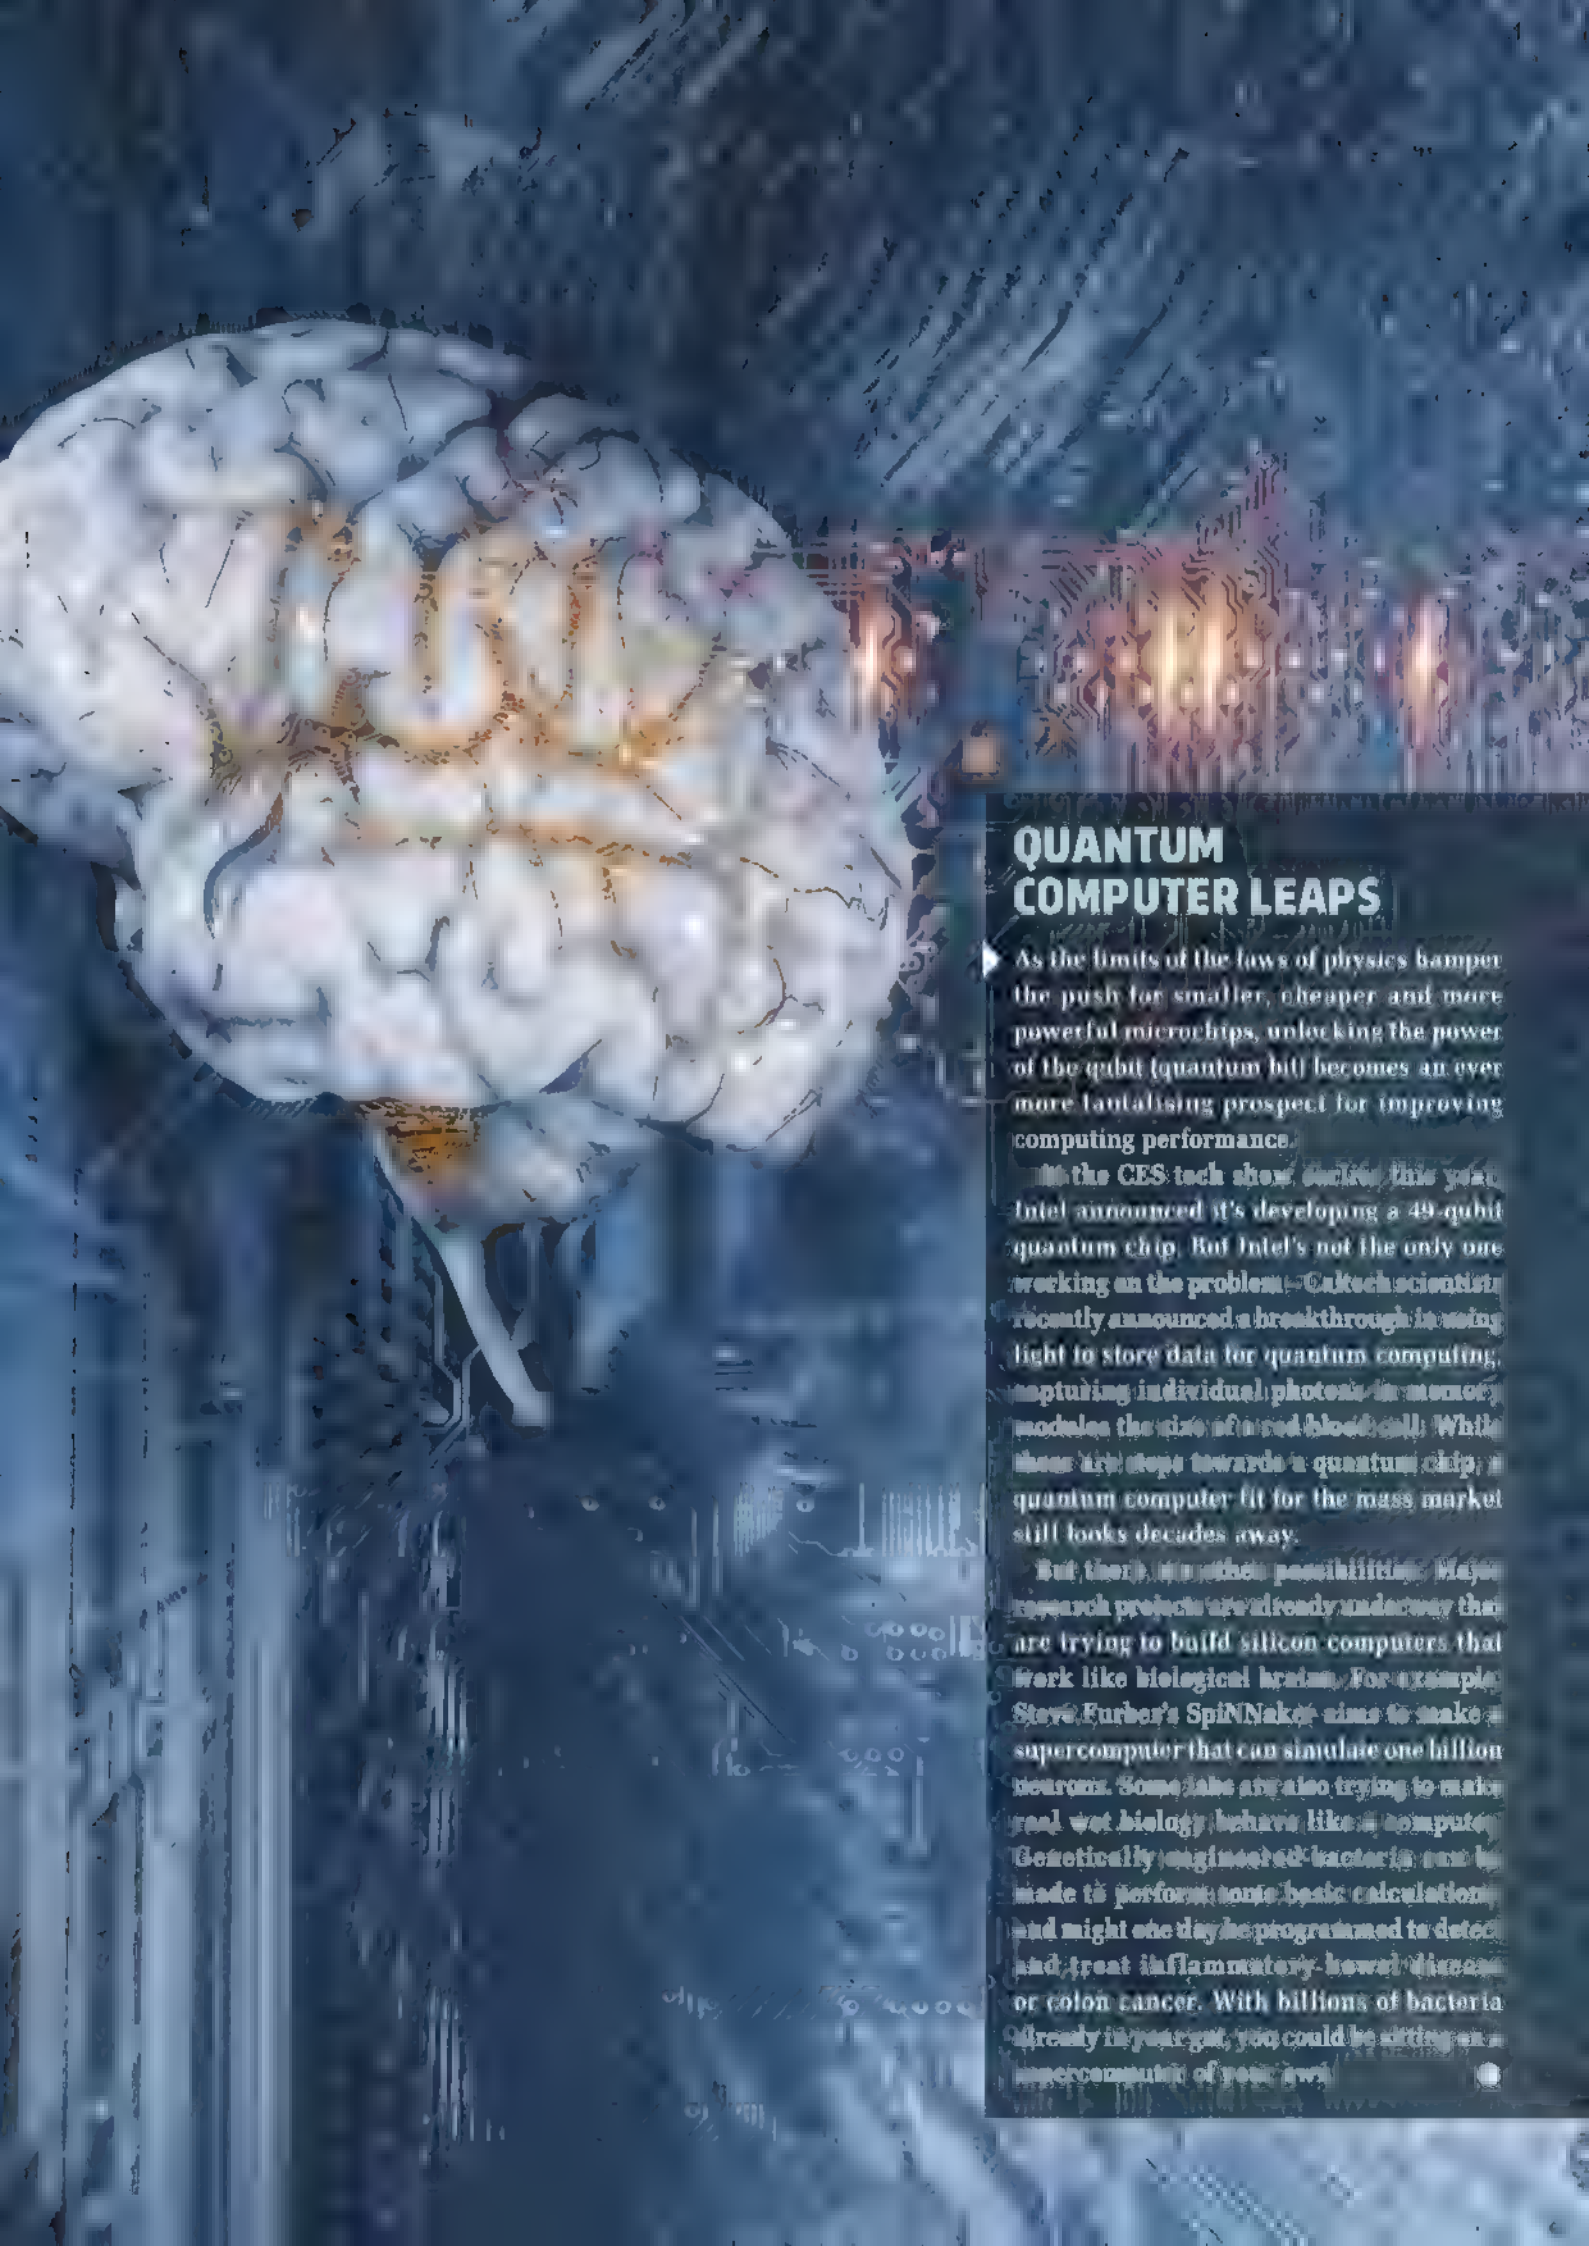 QUANTUM
COMPUTER LEAPS
As the limits of the laws of physics hamper
the push for smaller, cheaper and more
powerful microchips, unlocking the power
of the qubit (quantum bit) becomes an ever
more tantalising prospect for improving
computing performance.
At the CES tech show earlier this year,
Intel announced it's developing a 49-qubit
quantum chip. But Intel's not the only one
working on the problem. Caltech scientists
recently announced a breakthrough in using
light to store data for quantum computing,
capturing individual photons in memory
modules the size of a red blood cell. While
these are steps towards a quantum chip, a
quantum computer fit for the mass market
still looks decades away.
But there are other possibilities. Major
research projects are already underway that
are trying to build silicon computers that
work like biological brains. For example,
Steve Furber's SpiNNaker aims to make a
supercomputer that can simulate one billion
neurons. Some labs are also trying to make
real wet biology behave like a computer.
Genetically engineered bacteria can be
made to perform some basic calculations
and might one day be programmed to detect
and treat inflammatory bowel disease
or colon cancer. With billions of bacteria
already in your gut, you could be sitting on a
supercomputer of your own!